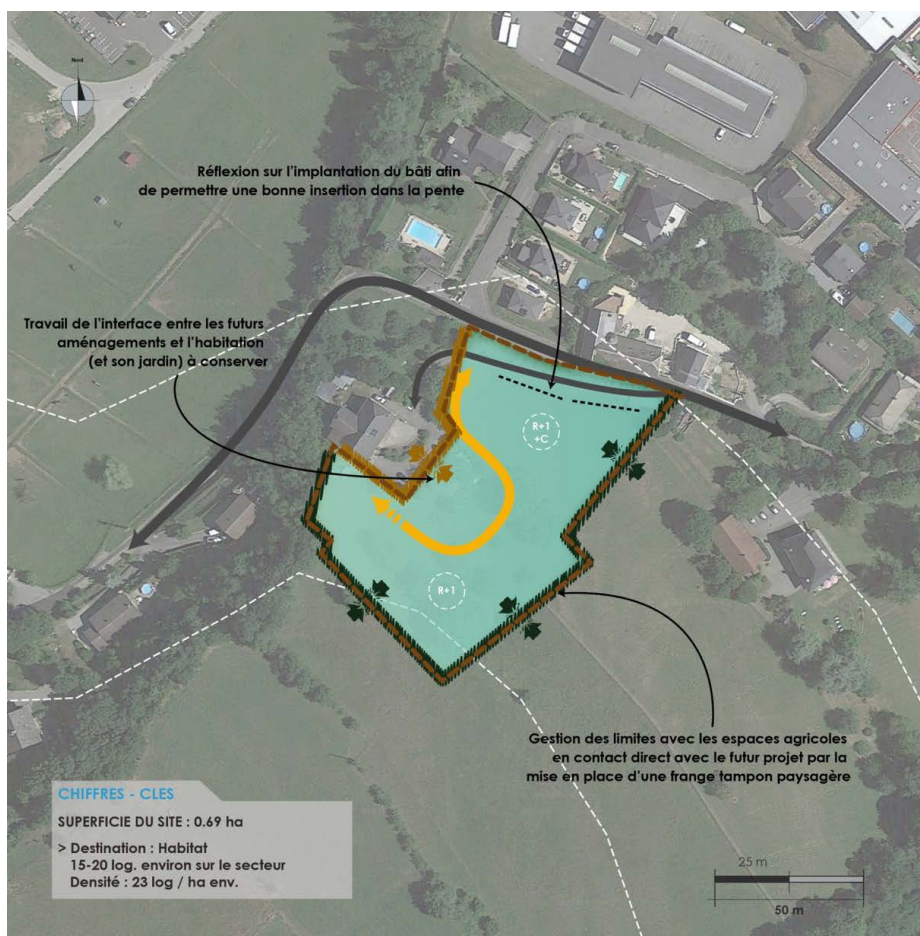 Nord
Réflexion sur l'implantation du bâti afin
de permettre une bonne insertion dans la pente
Travail de l'interface entre les futurs
aménagements et l'habitation
(et son jardin) à conserver
R+1
+C
R+1
Gestion des limites avec les espaces agricoles
en contact direct avec le futur projet par la
mise en place d'une frange tampon paysagère
CHIFFRES - CLES
SUPERFICIE DU SITE : 0.69 ha
> Destination : Habitat
15-20 log. environ sur le secteur
Densité : 23 log / ha env.
25 m
50 m